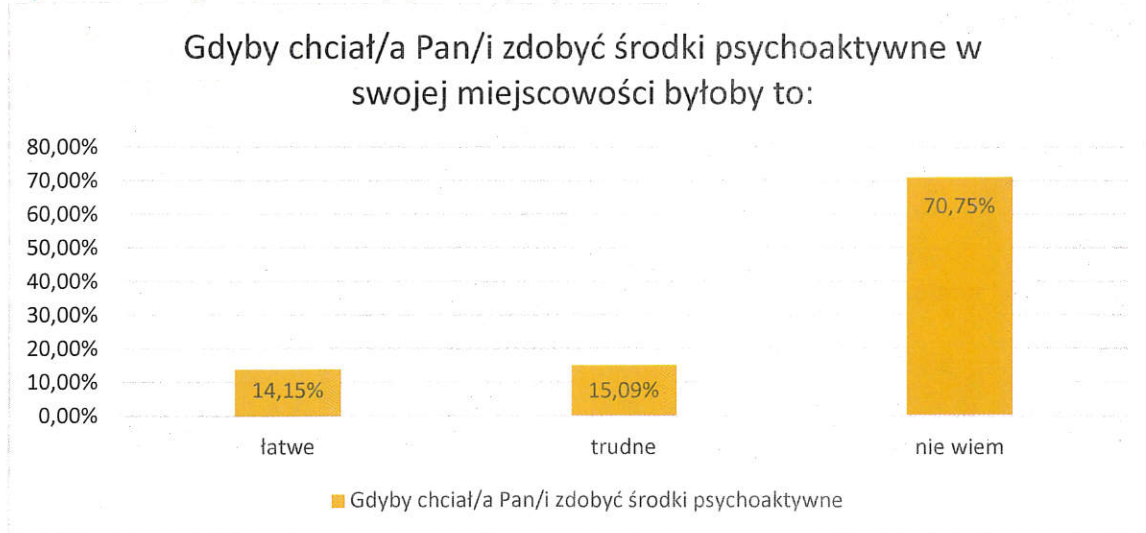 Gdyby chciał/a Pan/i zdobyć środki psychoaktywne w
swojej miejscowości byłoby to:
80,00%
70,00%
60,00%
50,00%
40,00%
30,00%
20,00%
10,00%
0,00%
14,15%
15,09%
70,75%
łatwe
trudne
nie wiem
Gdyby chciał/a Pan/i zdobyć środki psychoaktywne